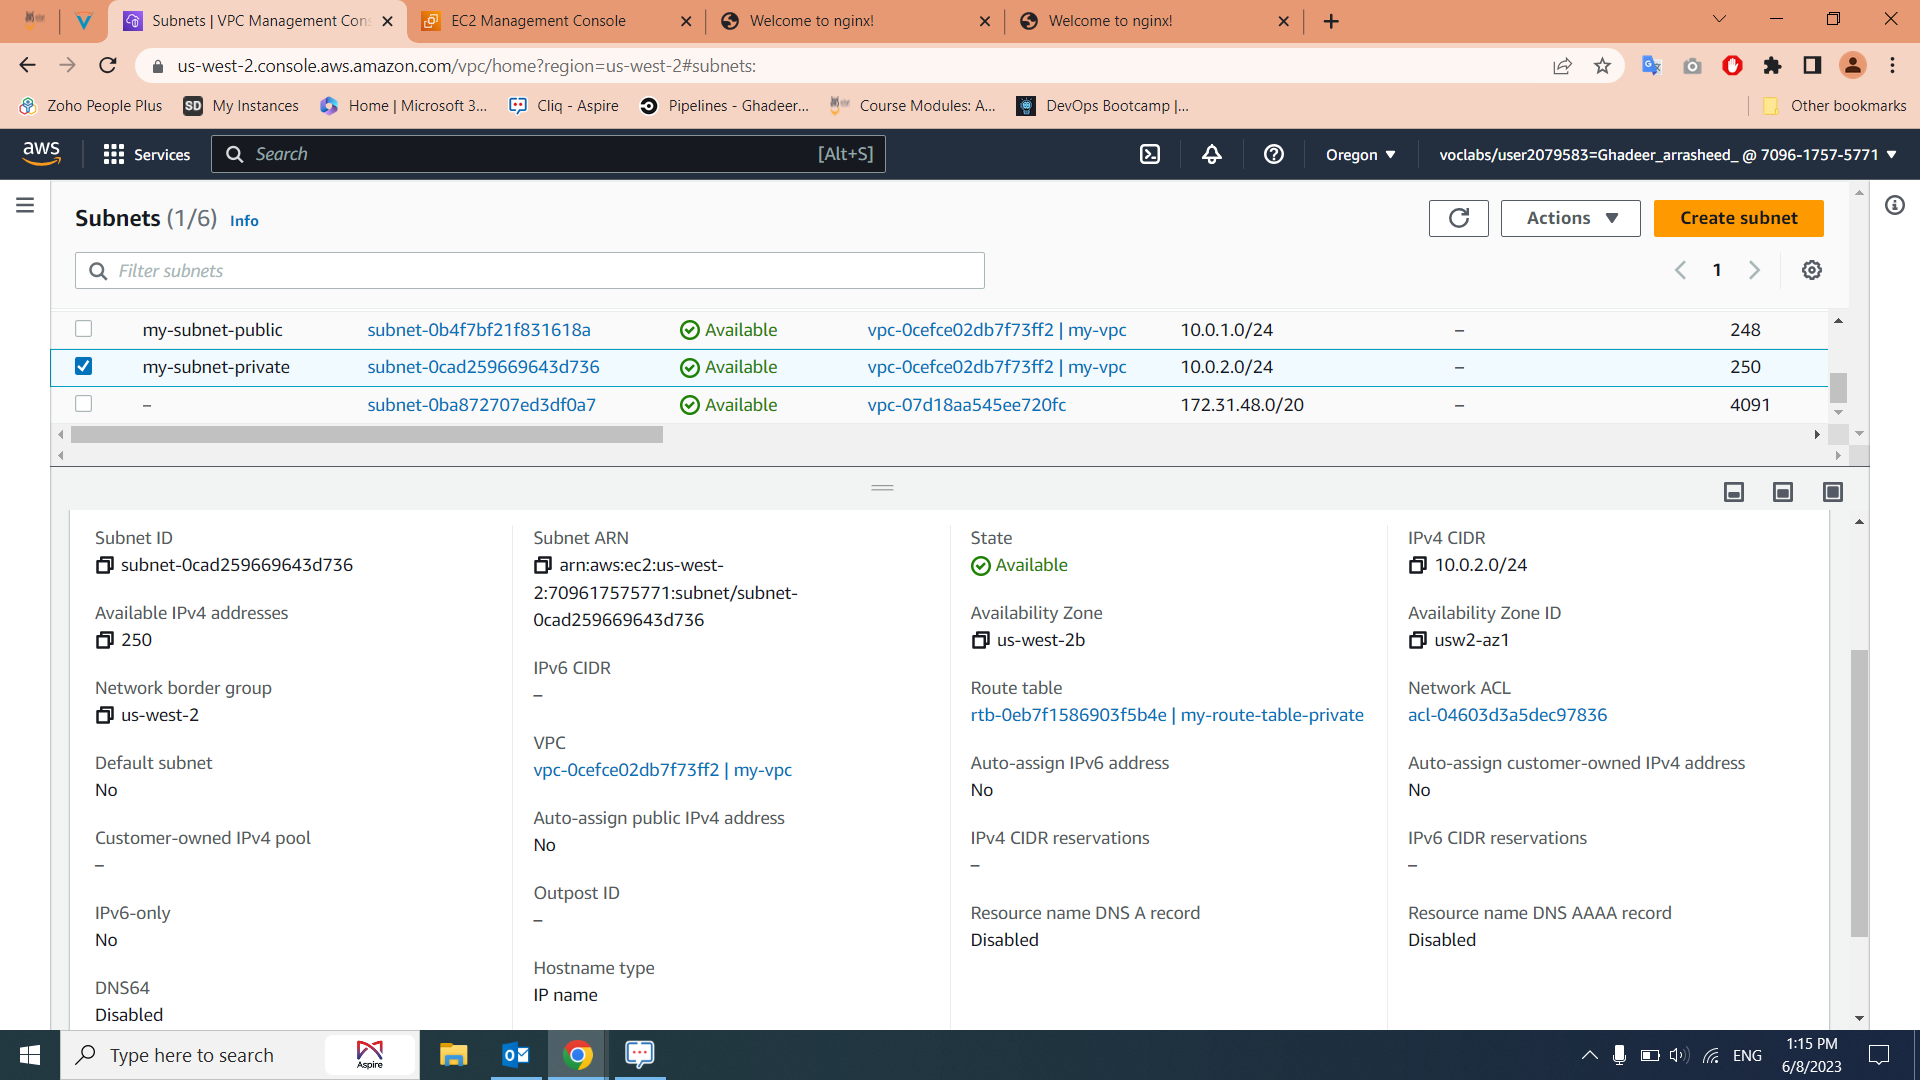 Subnets | VPC Management Con
EC2 Management Console
Welcome to nginx!
Welcome to nginx!
us-west-2.console.aws.amazon.com/vpc/home?region=us-west-2#subnets:
Zoho People Plus
SD My Instances
Home | Microsoft 3...
Cliq - Aspire
Pipelines - Ghadeer...
Course Modules: A...
DevOps Bootcamp |...
Other bookmarks
aws
Services
Search [Alt+S]
Oregon
voclabs/user2079583=Ghadeer_arrasheed_ @ 7096-1757-5771
Subnets (1/6) Info
Actions
Create subnet
Filter subnets
1
my-subnet-public subnet-0b4f7bf21f831618a Available vpc-0cefce02db7f73ff2 | my-vpc 10.0.1.0/24 – 248
my-subnet-private subnet-0cad259669643d736 Available vpc-0cefce02db7f73ff2 | my-vpc 10.0.2.0/24 – 250
– subnet-0ba872707ed3df0a7 Available vpc-07d18aa545ee720fc 172.31.48.0/20 – 4091
Subnet ID
subnet-0cad259669643d736
Available IPv4 addresses
250
Network border group
us-west-2
Default subnet
No
Customer-owned IPv4 pool
–
IPv6-only
No
DNS64
Disabled
Subnet ARN
arn:aws:ec2:us-west-
2:709617575771:subnet/subnet-
0cad259669643d736
IPv6 CIDR
–
VPC
vpc-0cefce02db7f73ff2 | my-vpc
Auto-assign public IPv4 address
No
Outpost ID
–
Hostname type
IP name
State
Available
Availability Zone
us-west-2b
Route table
rtb-0eb7f1586903f5b4e | my-route-table-private
Auto-assign IPv6 address
No
IPv4 CIDR reservations
–
Resource name DNS A record
Disabled
IPv4 CIDR
10.0.2.0/24
Availability Zone ID
usw2-az1
Network ACL
acl-04603d3a5dec97836
Auto-assign customer-owned IPv4 address
No
IPv6 CIDR reservations
–
Resource name DNS AAAA record
Disabled
Type here to search
Aspire
ENG
1:15 PM
6/8/2023